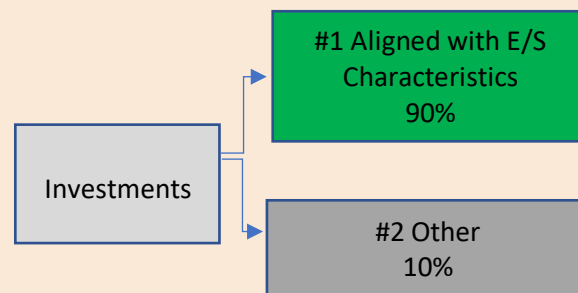 #1 Aligned with E/S
Characteristics
90%
Investments
#2 Other
10%